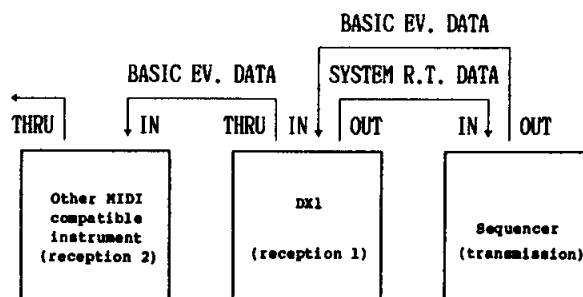 BASIC EV. DATA
BASIC EV. DATA
SYSTEM R.T. DATA
THRU
IN
THRU
IN
OUT
IN
OUT
Other MIDI
compatible
instrument
(reception 2)
DX1
(reception 1)
Sequencer
(transmission)